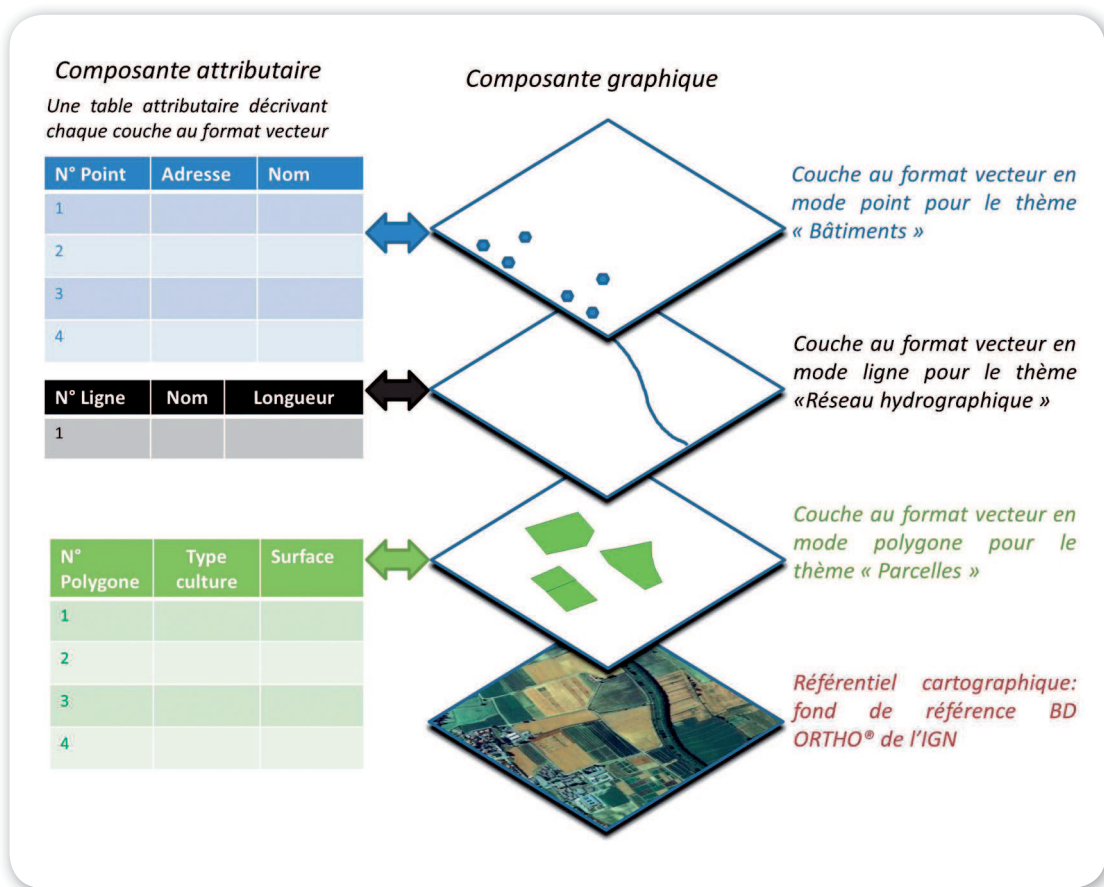 Composante attributaire
Une table attributaire décrivant
chaque couche au format vecteur
Composante graphique
N° Point Adresse Nom
1
2
3
4
Couche au format vecteur en
mode point pour le thème
« Bâtiments »
N° Ligne Nom Longueur
1
Couche au format vecteur en
mode ligne pour le thème
«Réseau hydrographique »
N°
Polygone Type
culture Surface
1
2
3
4
Couche au format vecteur en
mode polygone pour le
thème « Parcelles »
Référentiel cartographique:
fond de référence BD
ORTHO® de l'IGN